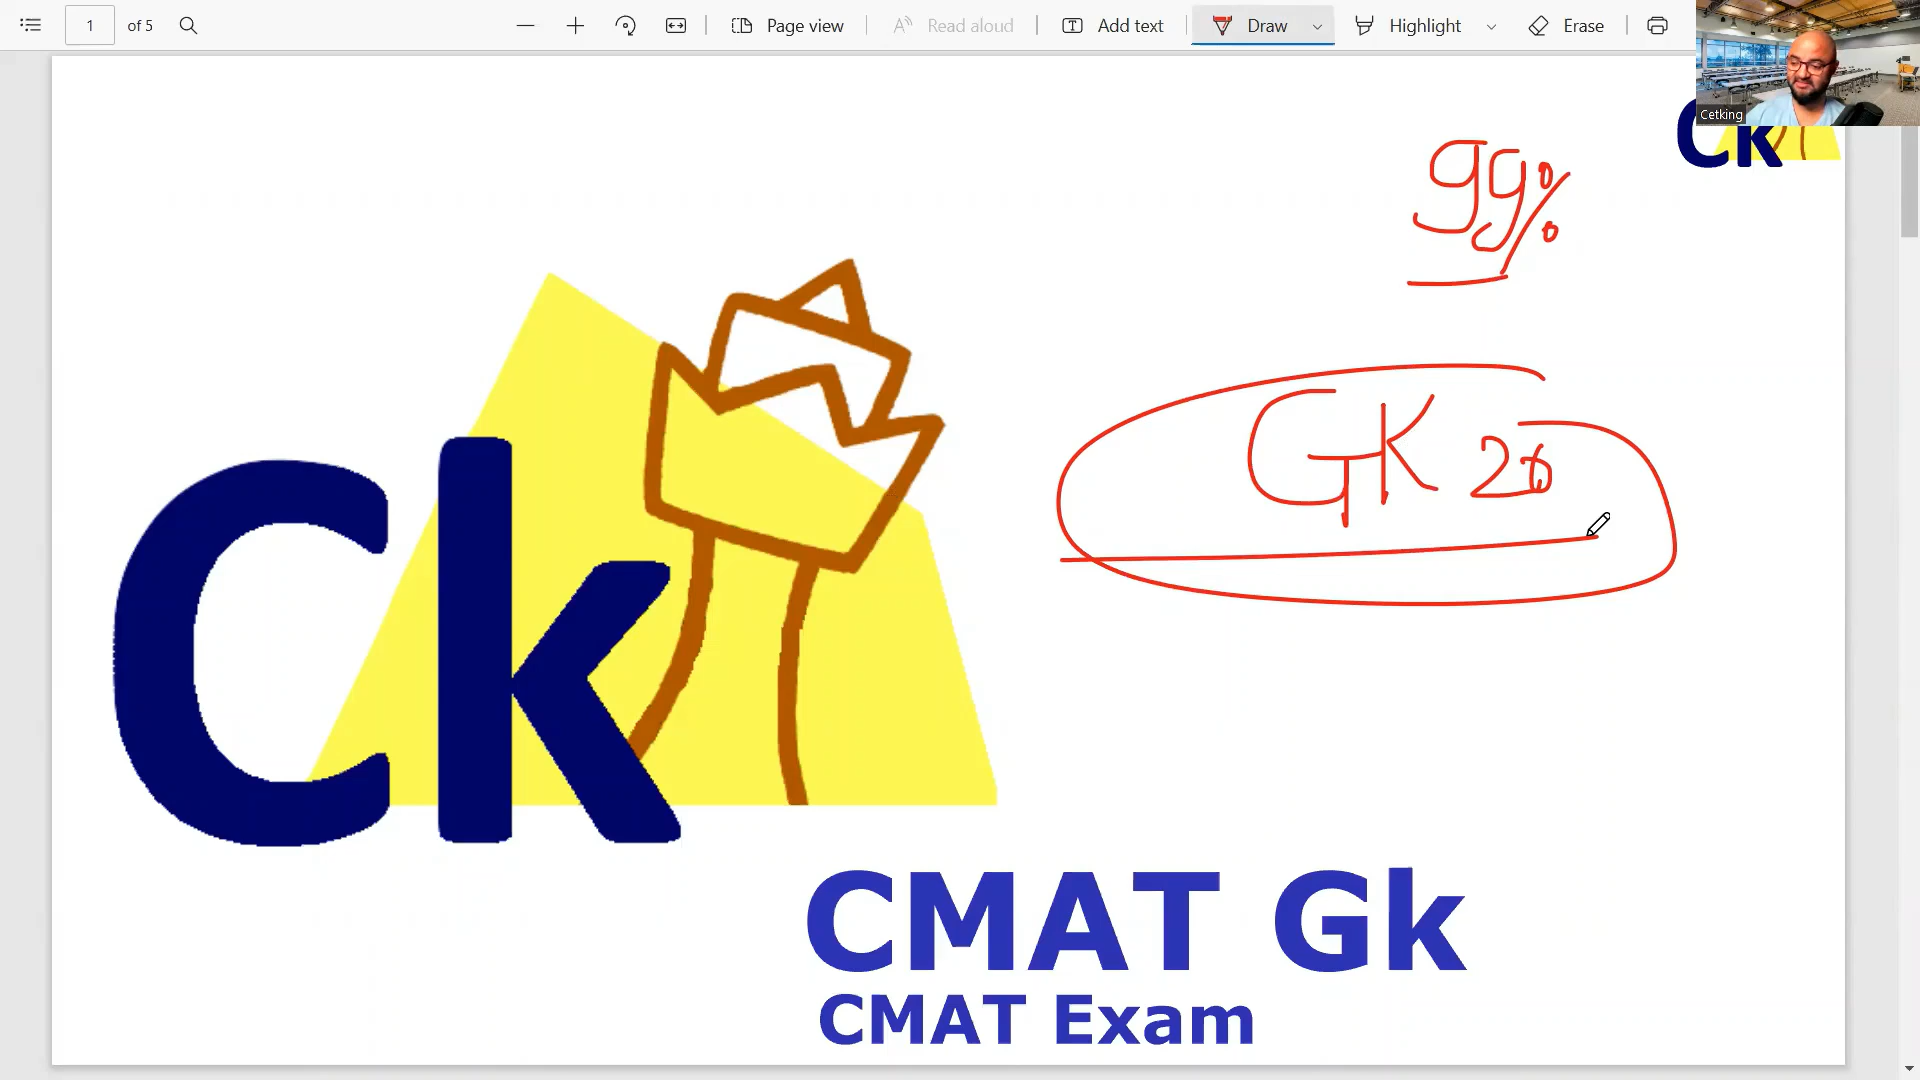 1 of 5 Page view Read aloud Add text Draw Highlight Erase
Cetking
Ck
99%
GK 20
Ck
CMAT Gk
CMAT Exam